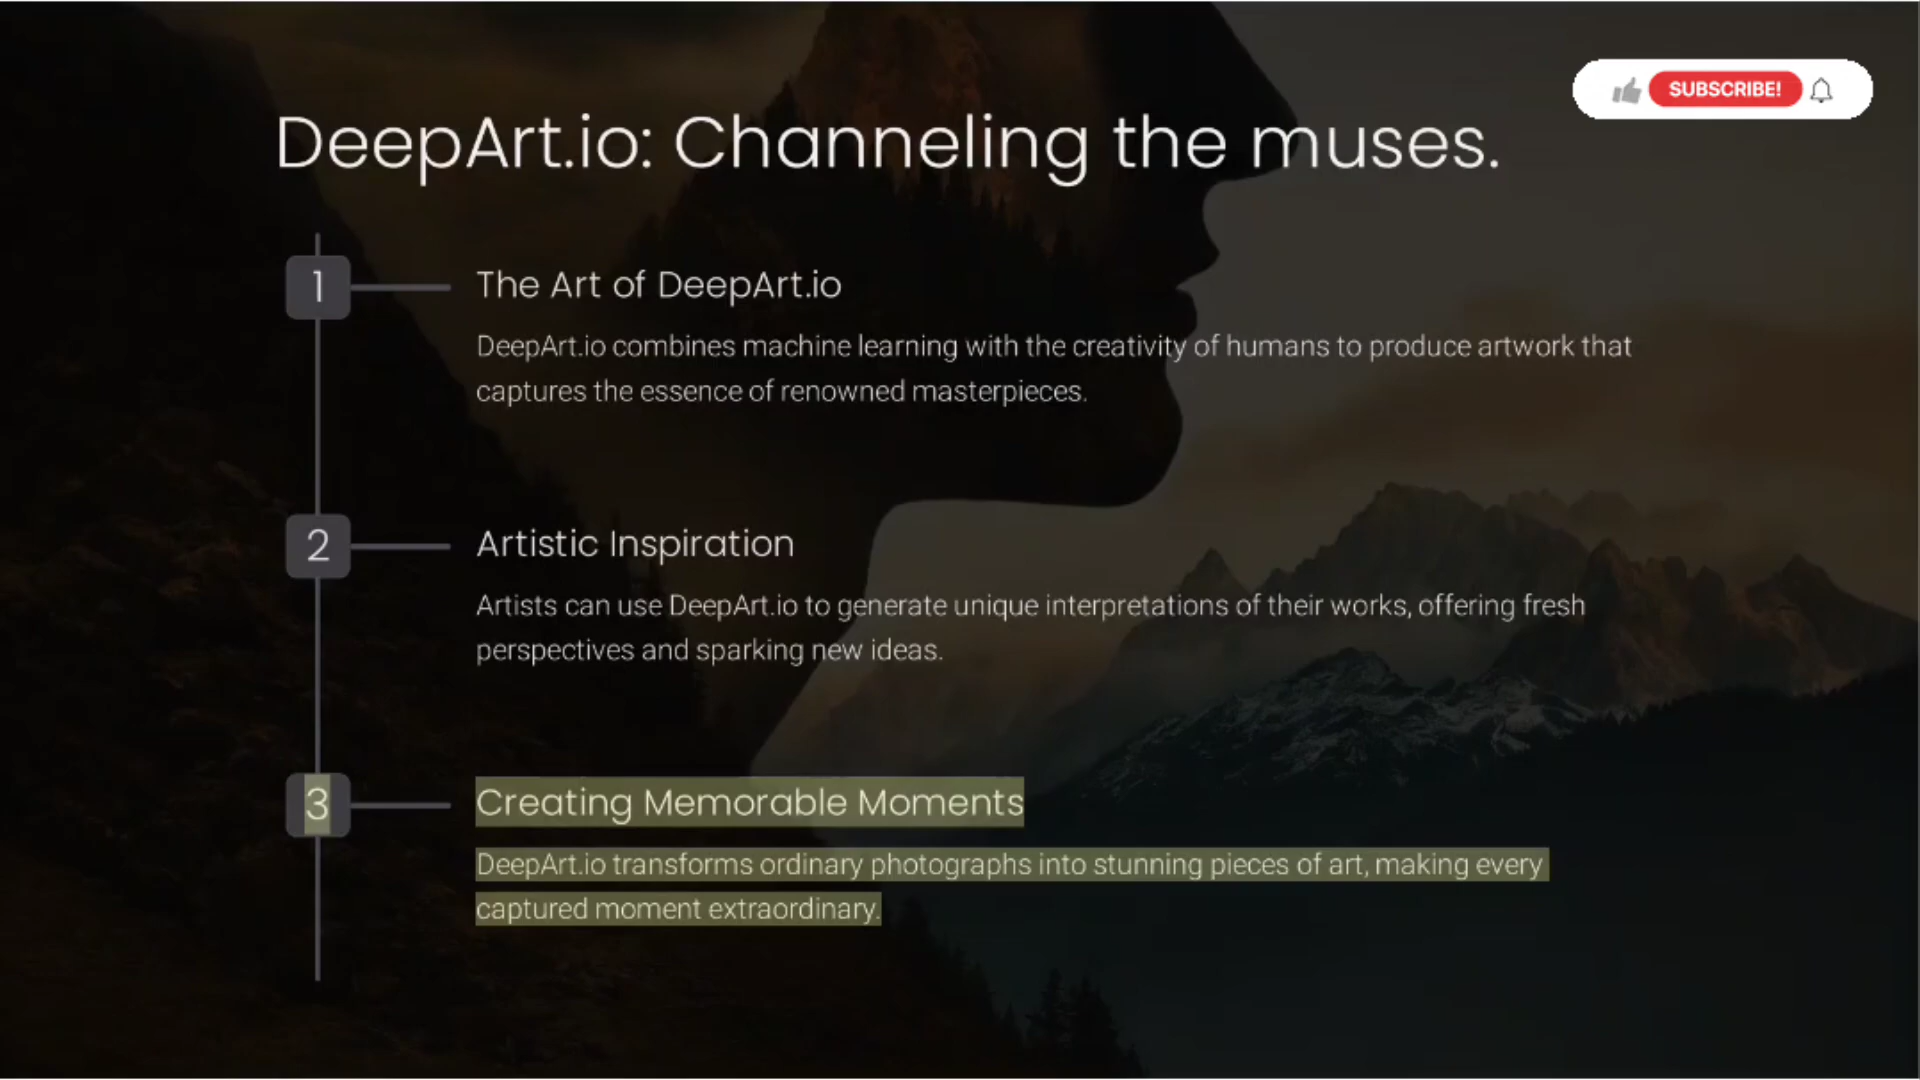 SUBSCRIBE!
DeepArt.io: Channeling the muses.
1
The Art of DeepArt.io
DeepArt.io combines machine learning with the creativity of humans to produce artwork that
captures the essence of renowned masterpieces.
2
Artistic Inspiration
Artists can use DeepArt.io to generate unique interpretations of their works, offering fresh
perspectives and sparking new ideas.
3
Creating Memorable Moments
DeepArt.io transforms ordinary photographs into stunning pieces of art, making every
captured moment extraordinary.